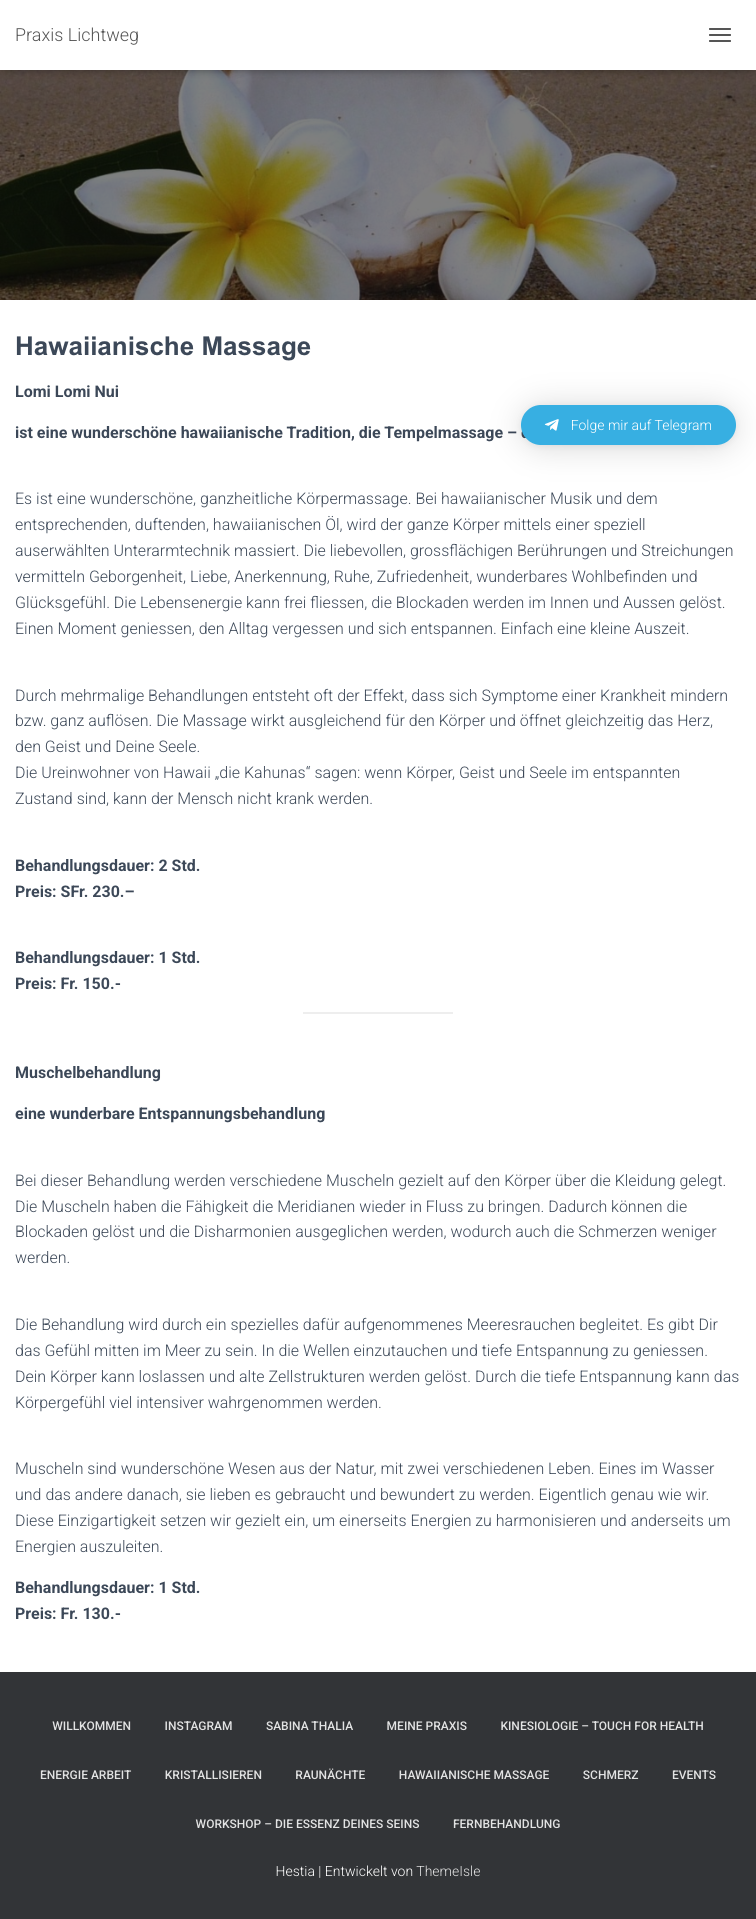 Praxis Lichtweg
Hawaiianische Massage
Lomi Lomi Nui
ist eine wunderschöne hawaiianische Tradition, die Tempelmassage –
Folge mir auf Telegram
Es ist eine wunderschöne, ganzheitliche Körpermassage. Bei hawaiianischer Musik und dem
entsprechenden, duftenden, hawaiianischen Öl, wird der ganze Körper mittels einer speziell
auserwählten Unterarmtechnik massiert. Die liebevollen, grossflächigen Berührungen und Streichungen
vermitteln Geborgenheit, Liebe, Anerkennung, Ruhe, Zufriedenheit, wunderbares Wohlbefinden und
Glücksgefühl. Die Lebensenergie kann frei fliessen, die Blockaden werden im Innen und Aussen gelöst.
Einen Moment geniessen, den Alltag vergessen und sich entspannen. Einfach eine kleine Auszeit.
Durch mehrmalige Behandlungen entsteht oft der Effekt, dass sich Symptome einer Krankheit mindern
bzw. ganz auflösen. Die Massage wirkt ausgleichend für den Körper und öffnet gleichzeitig das Herz,
den Geist und Deine Seele.
Die Ureinwohner von Hawaii „die Kahunas“ sagen: wenn Körper, Geist und Seele im entspannten
Zustand sind, kann der Mensch nicht krank werden.
Behandlungsdauer: 2 Std.
Preis: SFr. 230.–
Behandlungsdauer: 1 Std.
Preis: Fr. 150.-
Muschelbehandlung
eine wunderbare Entspannungsbehandlung
Bei dieser Behandlung werden verschiedene Muscheln gezielt auf den Körper über die Kleidung gelegt.
Die Muscheln haben die Fähigkeit die Meridianen wieder in Fluss zu bringen. Dadurch können die
Blockaden gelöst und die Disharmonien ausgeglichen werden, wodurch auch die Schmerzen weniger
werden.
Die Behandlung wird durch ein spezielles dafür aufgenommenes Meeresrauchen begleitet. Es gibt Dir
das Gefühl mitten im Meer zu sein. In die Wellen einzutauchen und tiefe Entspannung zu geniessen.
Dein Körper kann loslassen und alte Zellstrukturen werden gelöst. Durch die tiefe Entspannung kann das
Körpergefühl viel intensiver wahrgenommen werden.
Muscheln sind wunderschöne Wesen aus der Natur, mit zwei verschiedenen Leben. Eines im Wasser
und das andere danach, sie lieben es gebraucht und bewundert zu werden. Eigentlich genau wie wir.
Diese Einzigartigkeit setzen wir gezielt ein, um einerseits Energien zu harmonisieren und anderseits um
Energien auszuleiten.
Behandlungsdauer: 1 Std.
Preis: Fr. 130.-
WILLKOMMEN INSTAGRAM SABINA THALIA MEINE PRAXIS KINESIOLOGIE – TOUCH FOR HEALTH
ENERGIE ARBEIT KRISTALLISIEREN RAUNÄCHTE HAWAIIANISCHE MASSAGE SCHMERZ EVENTS
WORKSHOP – DIE ESSENZ DEINES SEINS FERNBEHANDLUNG
Hestia | Entwickelt von ThemeIsle